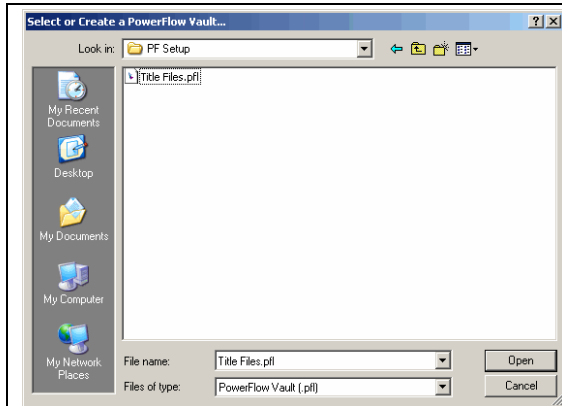 Select or Create a PowerFlow Vault...
Look in:
PF Setup
Title Files.pfl
My Recent
Documents
Desktop
My Documents
My Computer
My Network
Places
File name:
Title Files.pfl
Open
Files of type:
PowerFlow Vault (.pfl)
Cancel